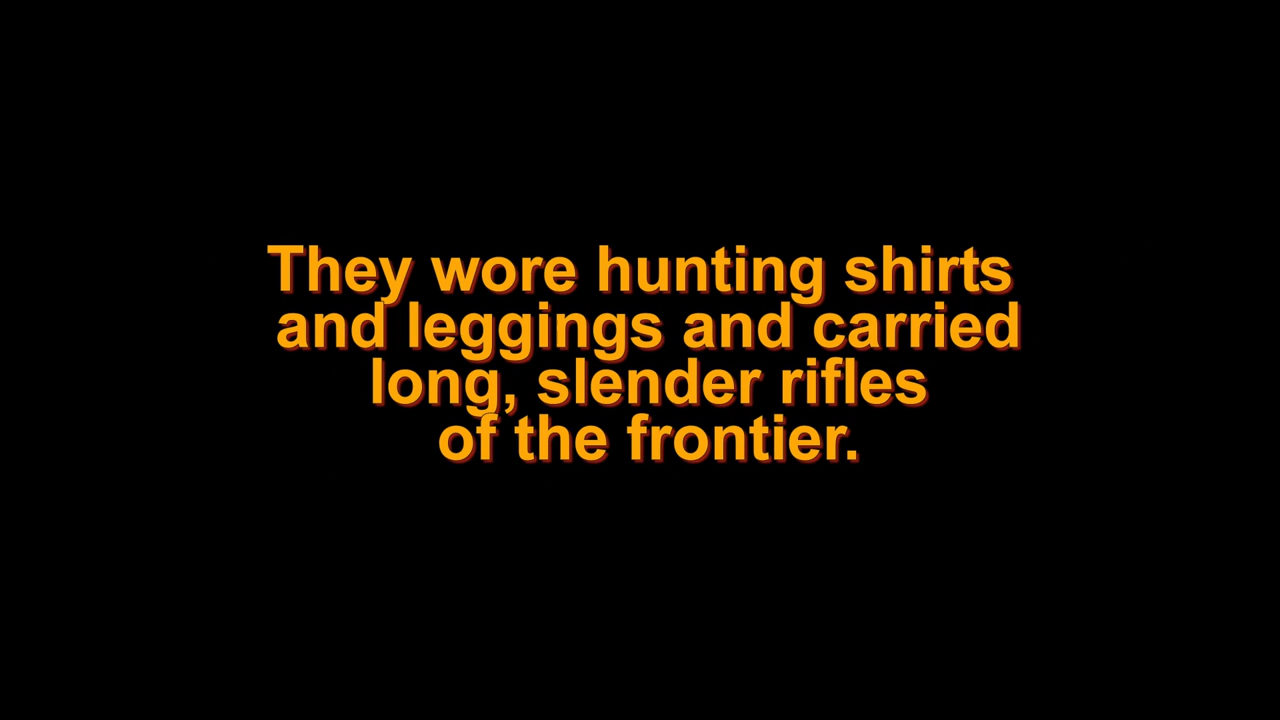 They wore hunting shirts
and leggings and carried
long, slender rifles
of the frontier.